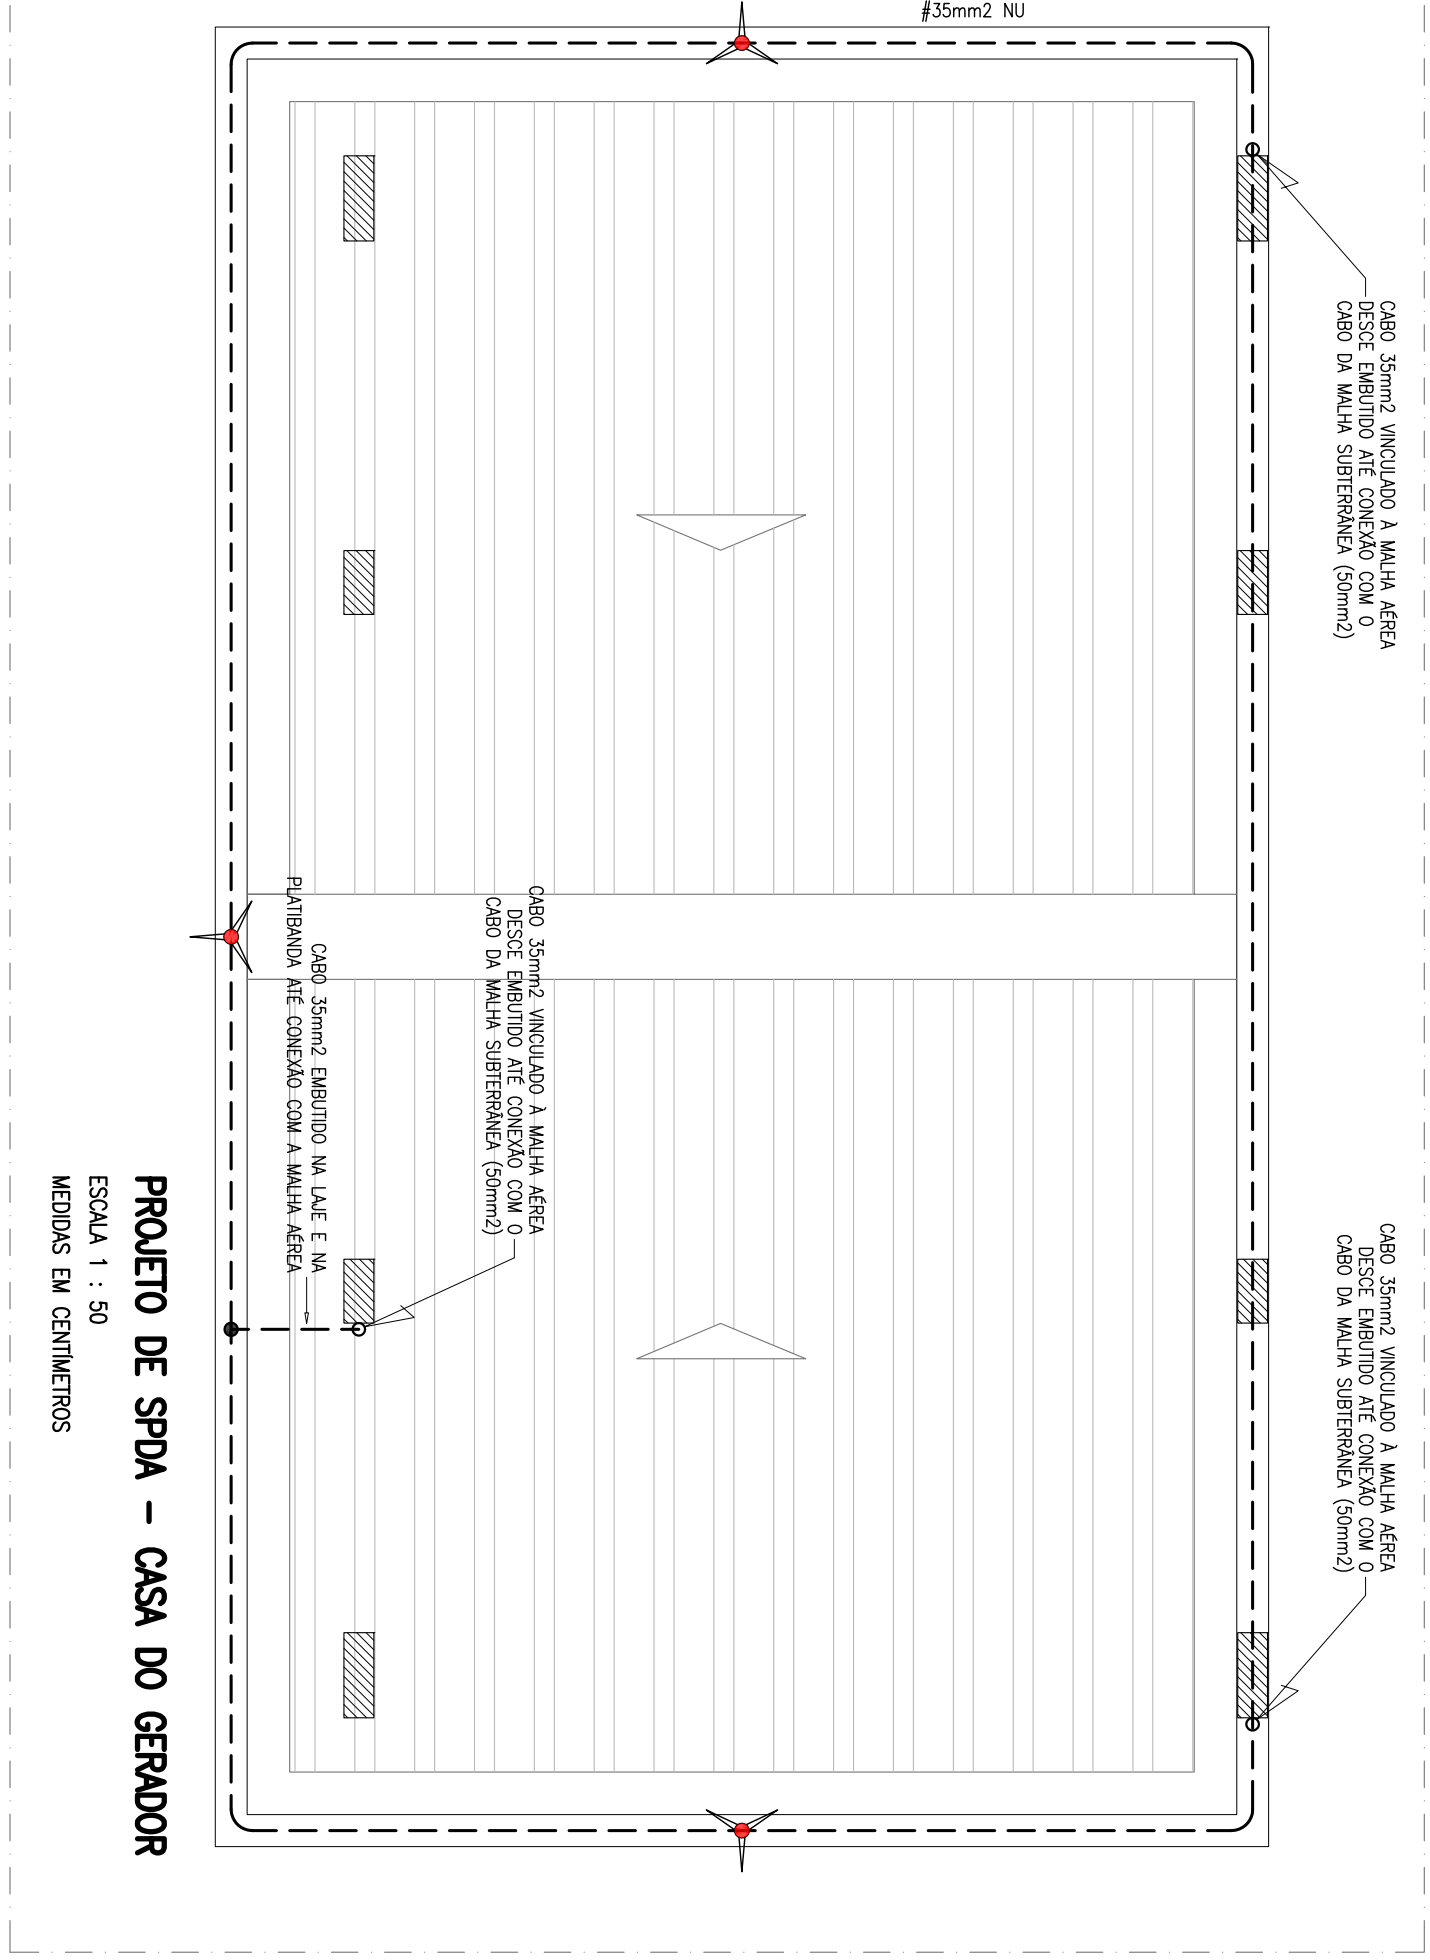 #35mm2 NU
CABO 35mm2 VINCULADO À MALHA AÉREA
DESCE EMBUTIDO ATÉ CONEXÃO COM O
CABO DA MALHA SUBTERRÂNEA (50mm2)
CABO 35mm2 VINCULADO À MALHA AÉREA
DESCE EMBUTIDO ATÉ CONEXÃO COM O
CABO DA MALHA SUBTERRÂNEA (50mm2)
CABO 35mm2 VINCULADO À MALHA AÉREA
DESCE EMBUTIDO ATÉ CONEXÃO COM O
CABO DA MALHA SUBTERRÂNEA (50mm2)
CABO 35mm2 EMBUTIDO NA LAJE E NA
PLATIBANDA ATÉ CONEXÃO COM A MALHA AÉREA
PROJETO DE SPDA - CASA DO GERADOR
ESCALA 1 : 50
MEDIDAS EM CENTÍMETROS